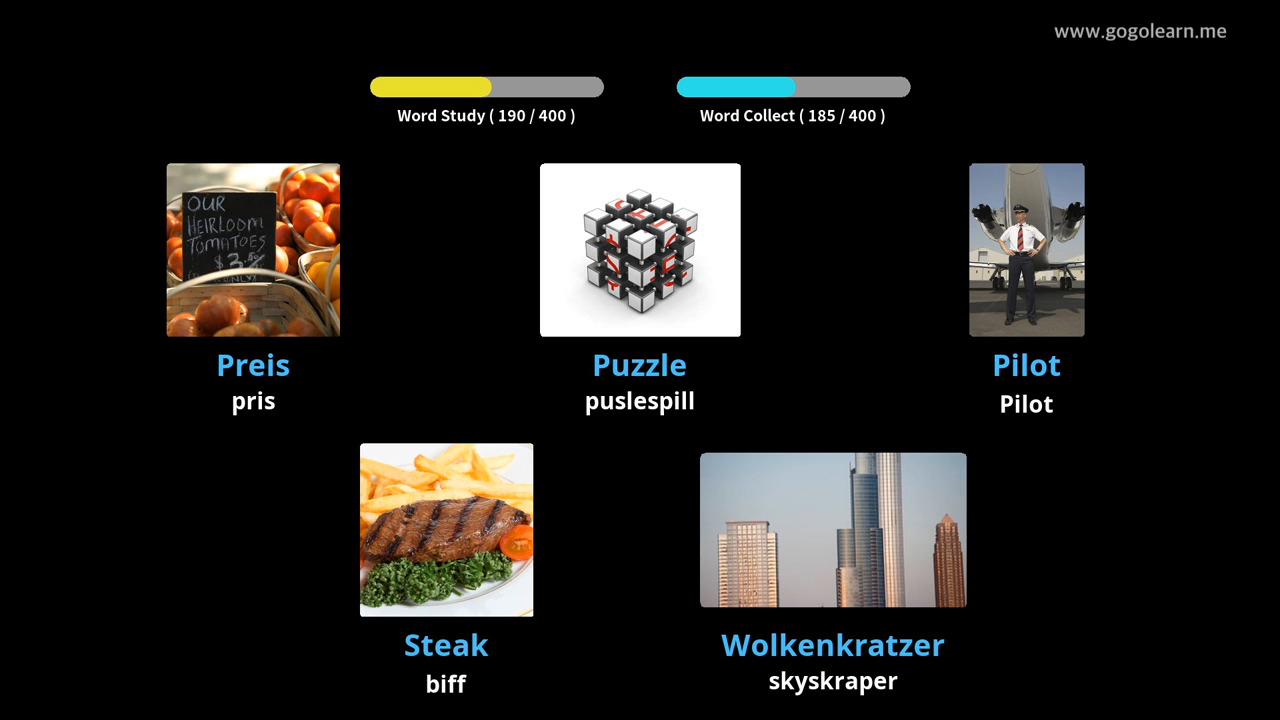 www.gogolearn.me
Word Study ( 190 / 400 )
Word Collect ( 185 / 400 )
OUR
HEIRLOOM
TOMATOES
Preis
pris
Puzzle
puslespill
Pilot
Pilot
Steak
biff
Wolkenkratzer
skyskraper